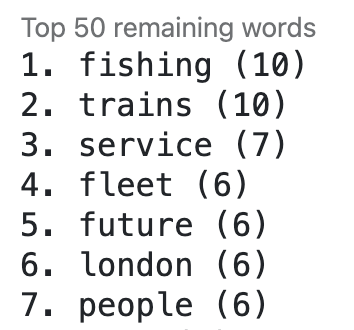 Top 50 remaining words
1. fishing (10)
2. trains (10)
3. service (7)
4. fleet (6)
5. future (6)
6. london (6)
7. people (6)